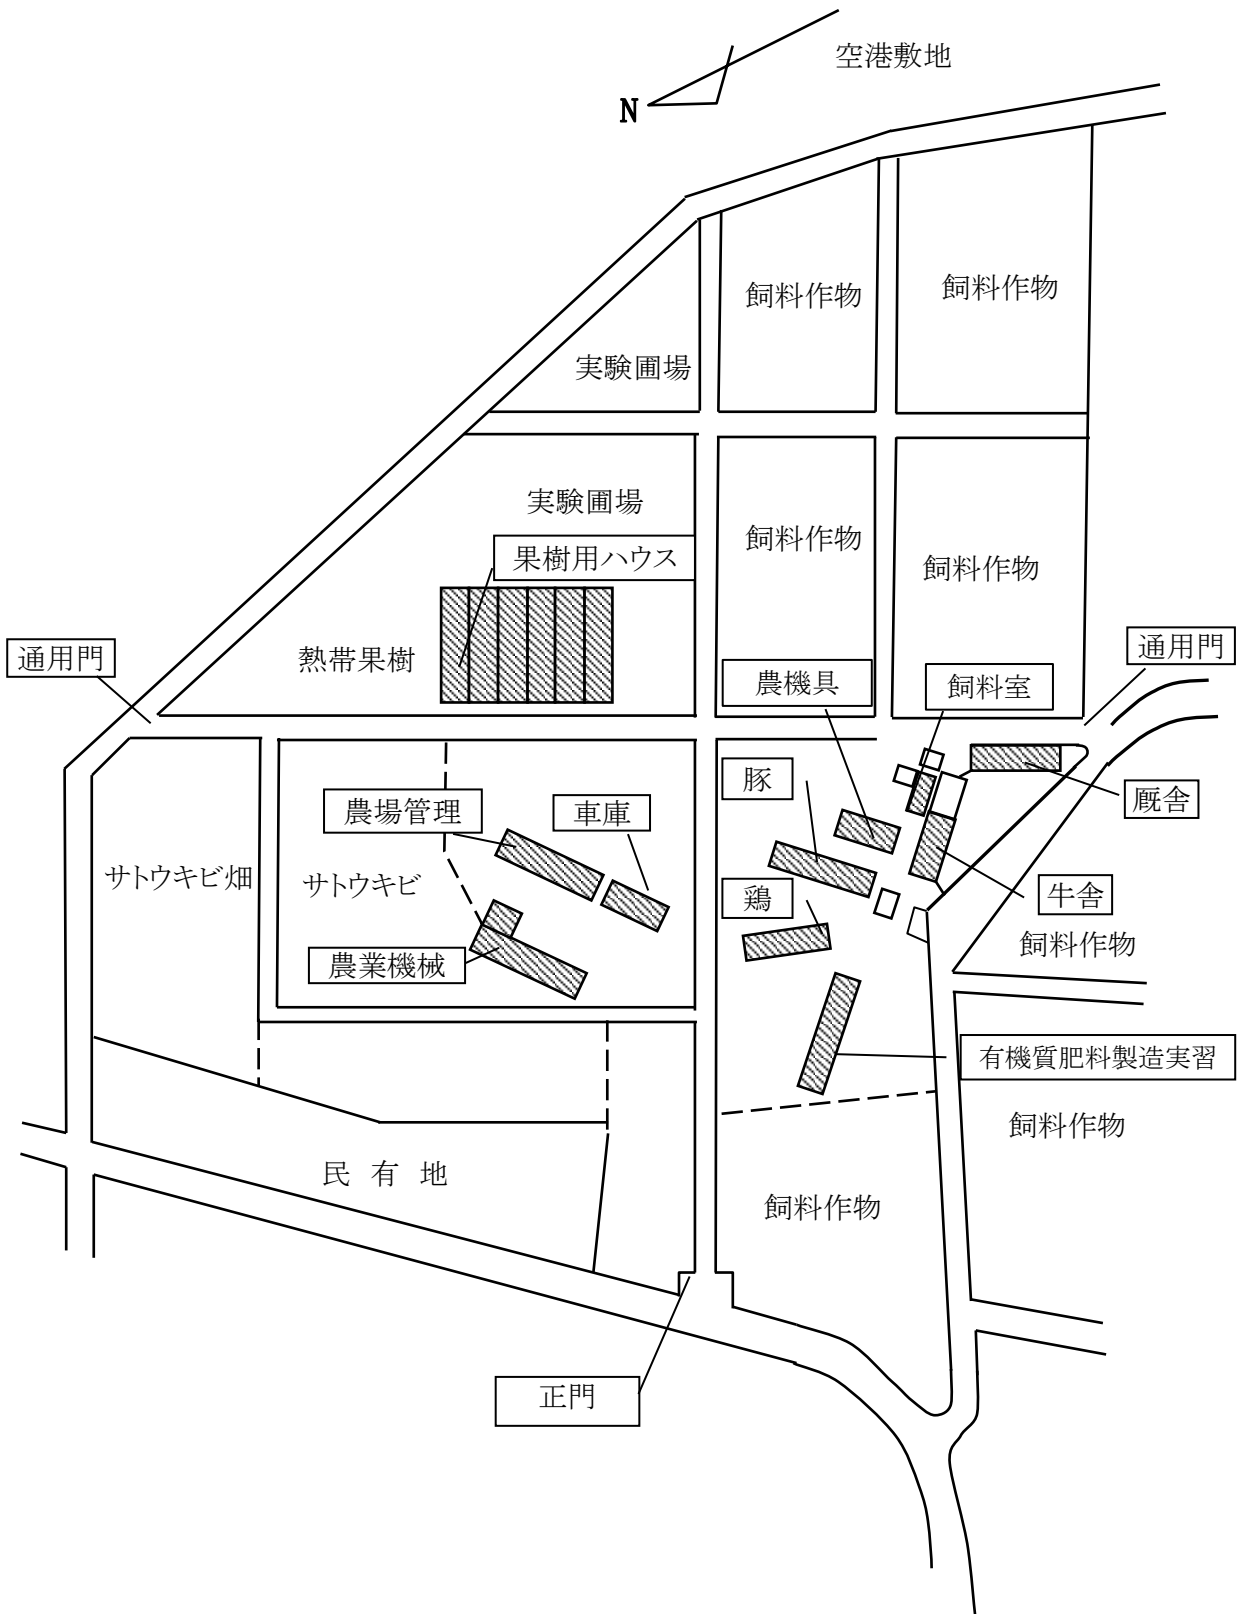 空港敷地
N
飼料作物
飼料作物
実験圃場
実験圃場
飼料作物
果樹用ハウス
飼料作物
通用門
熱帯果樹
通用門
農機具
飼料室
豚
厩舎
農場管理
車庫
サトウキビ畑
サトウキビ
鶏
牛舎
飼料作物
農業機械
有機質肥料製造実習
飼料作物
民 有 地
飼料作物
正門